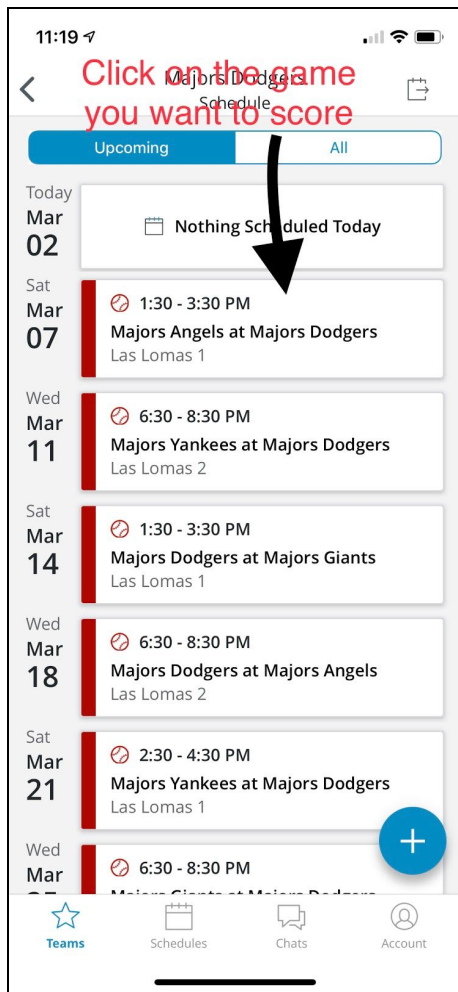 11:19
Click on the game
you want to score
Majors Dodgers
Schedule
Upcoming
All
Today
Mar
02
Nothing Scheduled Today
Sat
Mar
07
1:30 - 3:30 PM
Majors Angels at Majors Dodgers
Las Lomas 1
Wed
Mar
11
6:30 - 8:30 PM
Majors Yankees at Majors Dodgers
Las Lomas 2
Sat
Mar
14
1:30 - 3:30 PM
Majors Dodgers at Majors Giants
Las Lomas 1
Wed
Mar
18
6:30 - 8:30 PM
Majors Dodgers at Majors Angels
Las Lomas 2
Sat
Mar
21
2:30 - 4:30 PM
Majors Yankees at Majors Dodgers
Las Lomas 1
Wed
Mar
6:30 - 8:30 PM
Majors Giants at Majors Dodgers
Teams
Schedules
Chats
Account